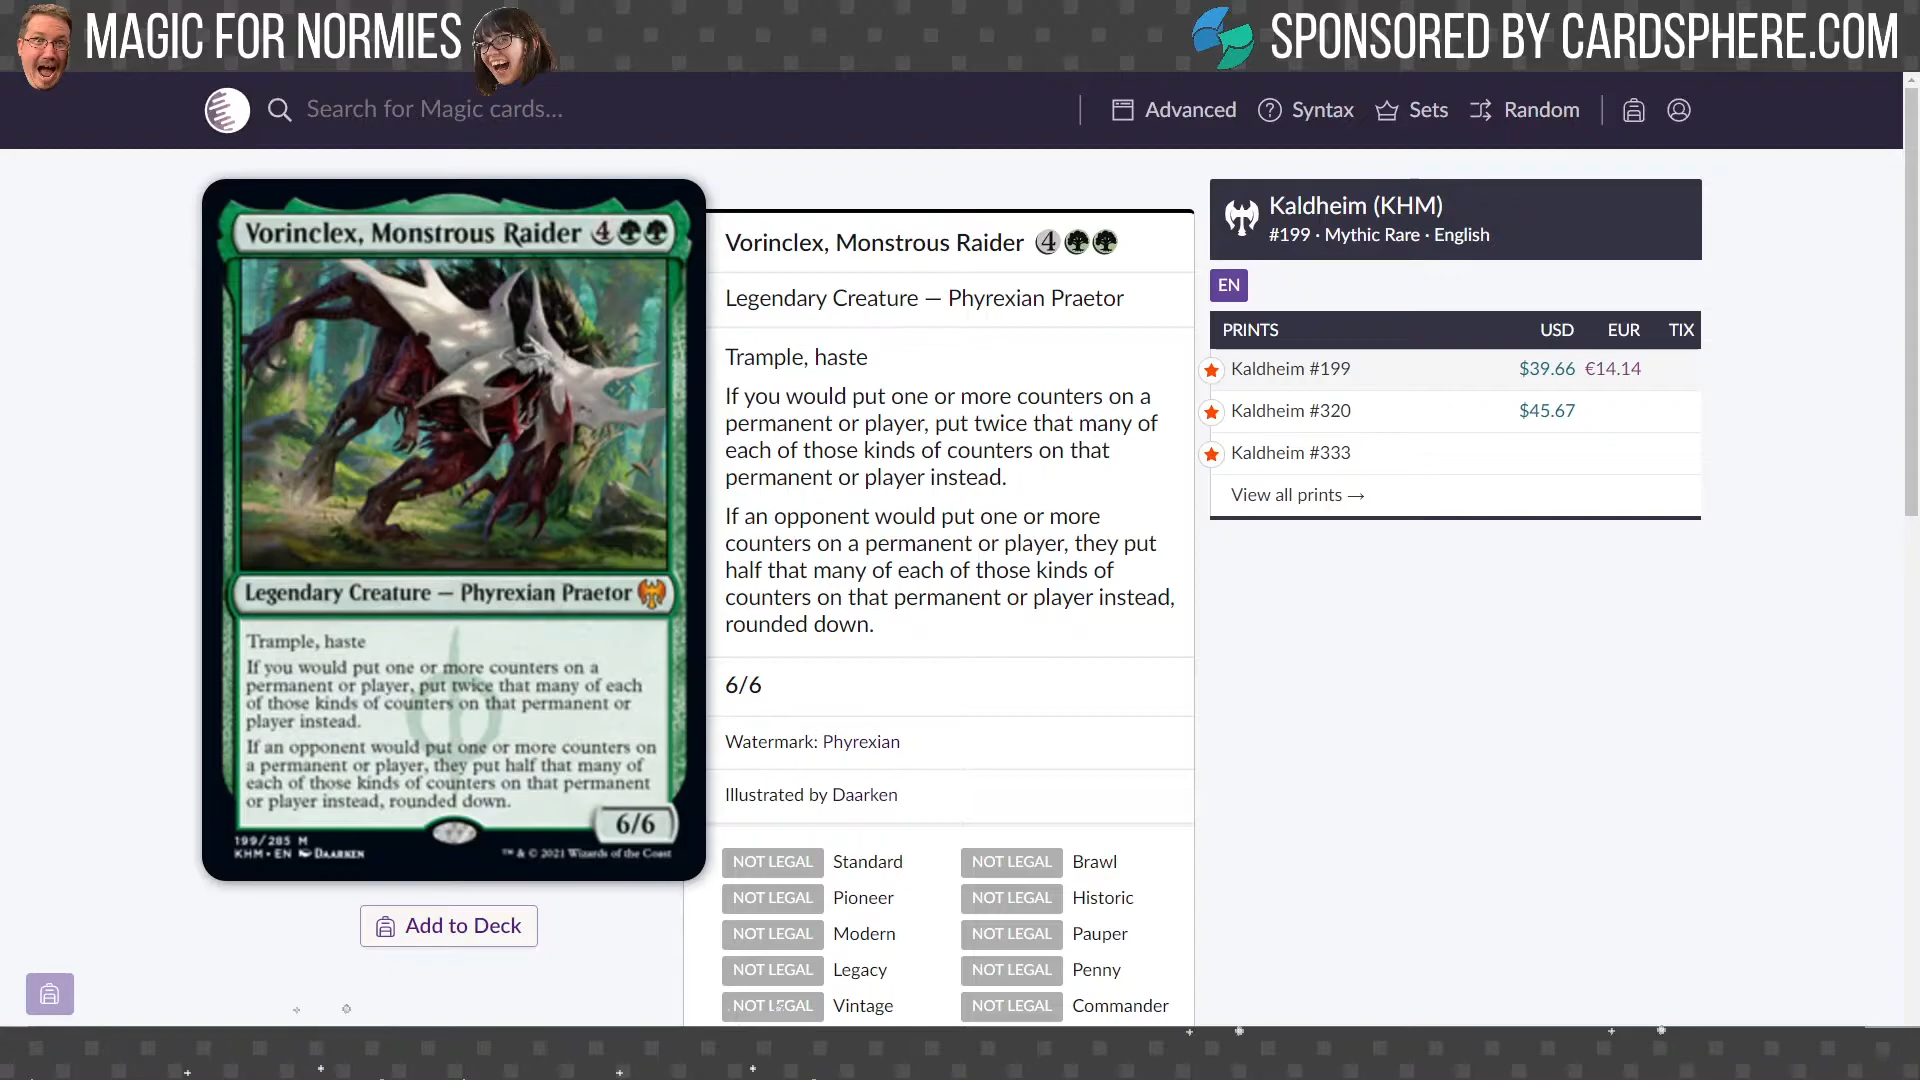 MAGIC FOR NORMIES
SPONSORED BY CARDSPHERE.COM
Search for Magic cards...
Advanced
Syntax
Sets
Random
Vorinclex, Monstrous Raider 4
Legendary Creature — Phyrexian Praetor
Trample, haste
If you would put one or more counters on a
permanent or player, put twice that many of each
of those kinds of counters on that permanent or
player instead.
If an opponent would put one or more counters on
a permanent or player, they put half that many of
each of those kinds of counters on that permanent
or player instead, rounded down.
6/6
199/285 M
KHM • EN DAARKEN
™ & © 2021 Wizards of the Coast
Add to Deck
Vorinclex, Monstrous Raider 4
Legendary Creature — Phyrexian Praetor
Trample, haste
If you would put one or more counters on a
permanent or player, put twice that many of
each of those kinds of counters on that
permanent or player instead.
If an opponent would put one or more
counters on a permanent or player, they put
half that many of each of those kinds of
counters on that permanent or player instead,
rounded down.
6/6
Watermark: Phyrexian
Illustrated by Daarken
NOT LEGAL Standard NOT LEGAL Brawl
NOT LEGAL Pioneer NOT LEGAL Historic
NOT LEGAL Modern NOT LEGAL Pauper
NOT LEGAL Legacy NOT LEGAL Penny
NOT LEGAL Vintage NOT LEGAL Commander
Kaldheim (KHM)
#199 · Mythic Rare · English
EN
PRINTS USD EUR TIX
Kaldheim #199 $39.66 €14.14
Kaldheim #320 $45.67
Kaldheim #333
View all prints →